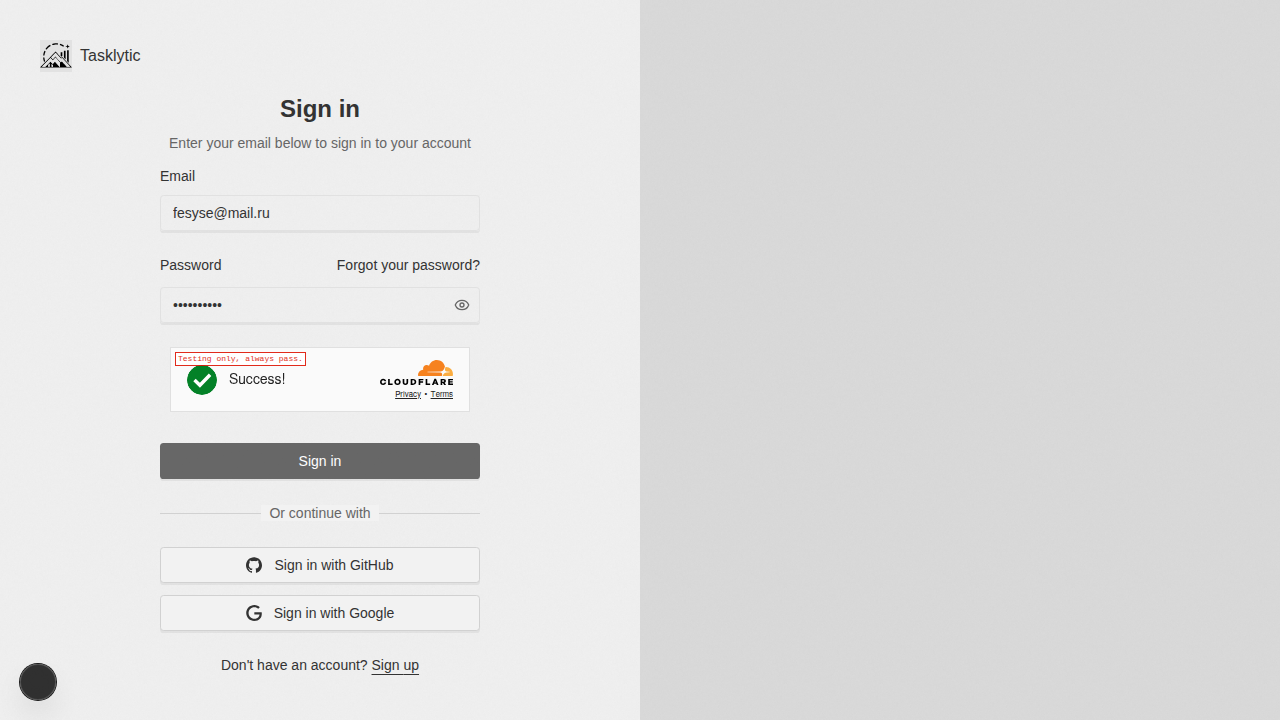 Tasklytic
Sign in
Enter your email below to sign in to your account
Email
fesyse@mail.ru
Password
Forgot your password?
••••••••••
Testing only, always pass.
Success!
CLOUDFLARE
Privacy • Terms
Sign in
Or continue with
Sign in with GitHub
Sign in with Google
Don't have an account? Sign up